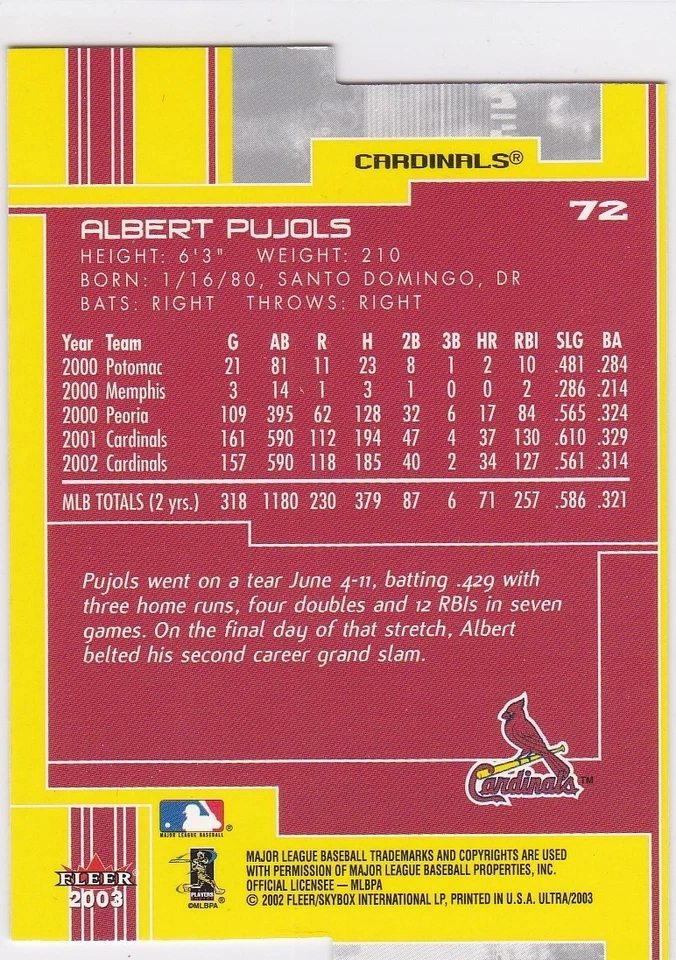 CARDINALS®
72
ALBERT PUJOLS
HEIGHT: 6'3" WEIGHT: 210
BORN: 1/16/80, SANTO DOMINGO, DR
BATS: RIGHT THROWS: RIGHT
Year Team G AB R H 2B 3B HR RBI SLG BA
2000 Potomac 21 81 11 23 8 1 2 10 .481 .284
2000 Memphis 3 14 1 3 1 0 0 2 .286 .214
2000 Peoria 109 395 62 128 32 6 17 84 .565 .324
2001 Cardinals 161 590 112 194 47 4 37 130 .610 .329
2002 Cardinals 157 590 118 185 40 2 34 127 .561 .314
MLB TOTALS (2 yrs.) 318 1180 230 379 87 6 71 257 .586 .321
Pujols went on a tear June 4-11, batting .429 with
three home runs, four doubles and 12 RBIs in seven
games. On the final day of that stretch, Albert
belted his second career grand slam.
Cardinals™
MAJOR LEAGUE BASEBALL®
FLEER
2003
PLAYERS
©MLBPA
MAJOR LEAGUE BASEBALL TRADEMARKS AND COPYRIGHTS ARE USED
WITH PERMISSION OF MAJOR LEAGUE BASEBALL PROPERTIES, INC.
OFFICIAL LICENSEE — MLBPA
© 2002 FLEER/SKYBOX INTERNATIONAL LP, PRINTED IN U.S.A. ULTRA/2003